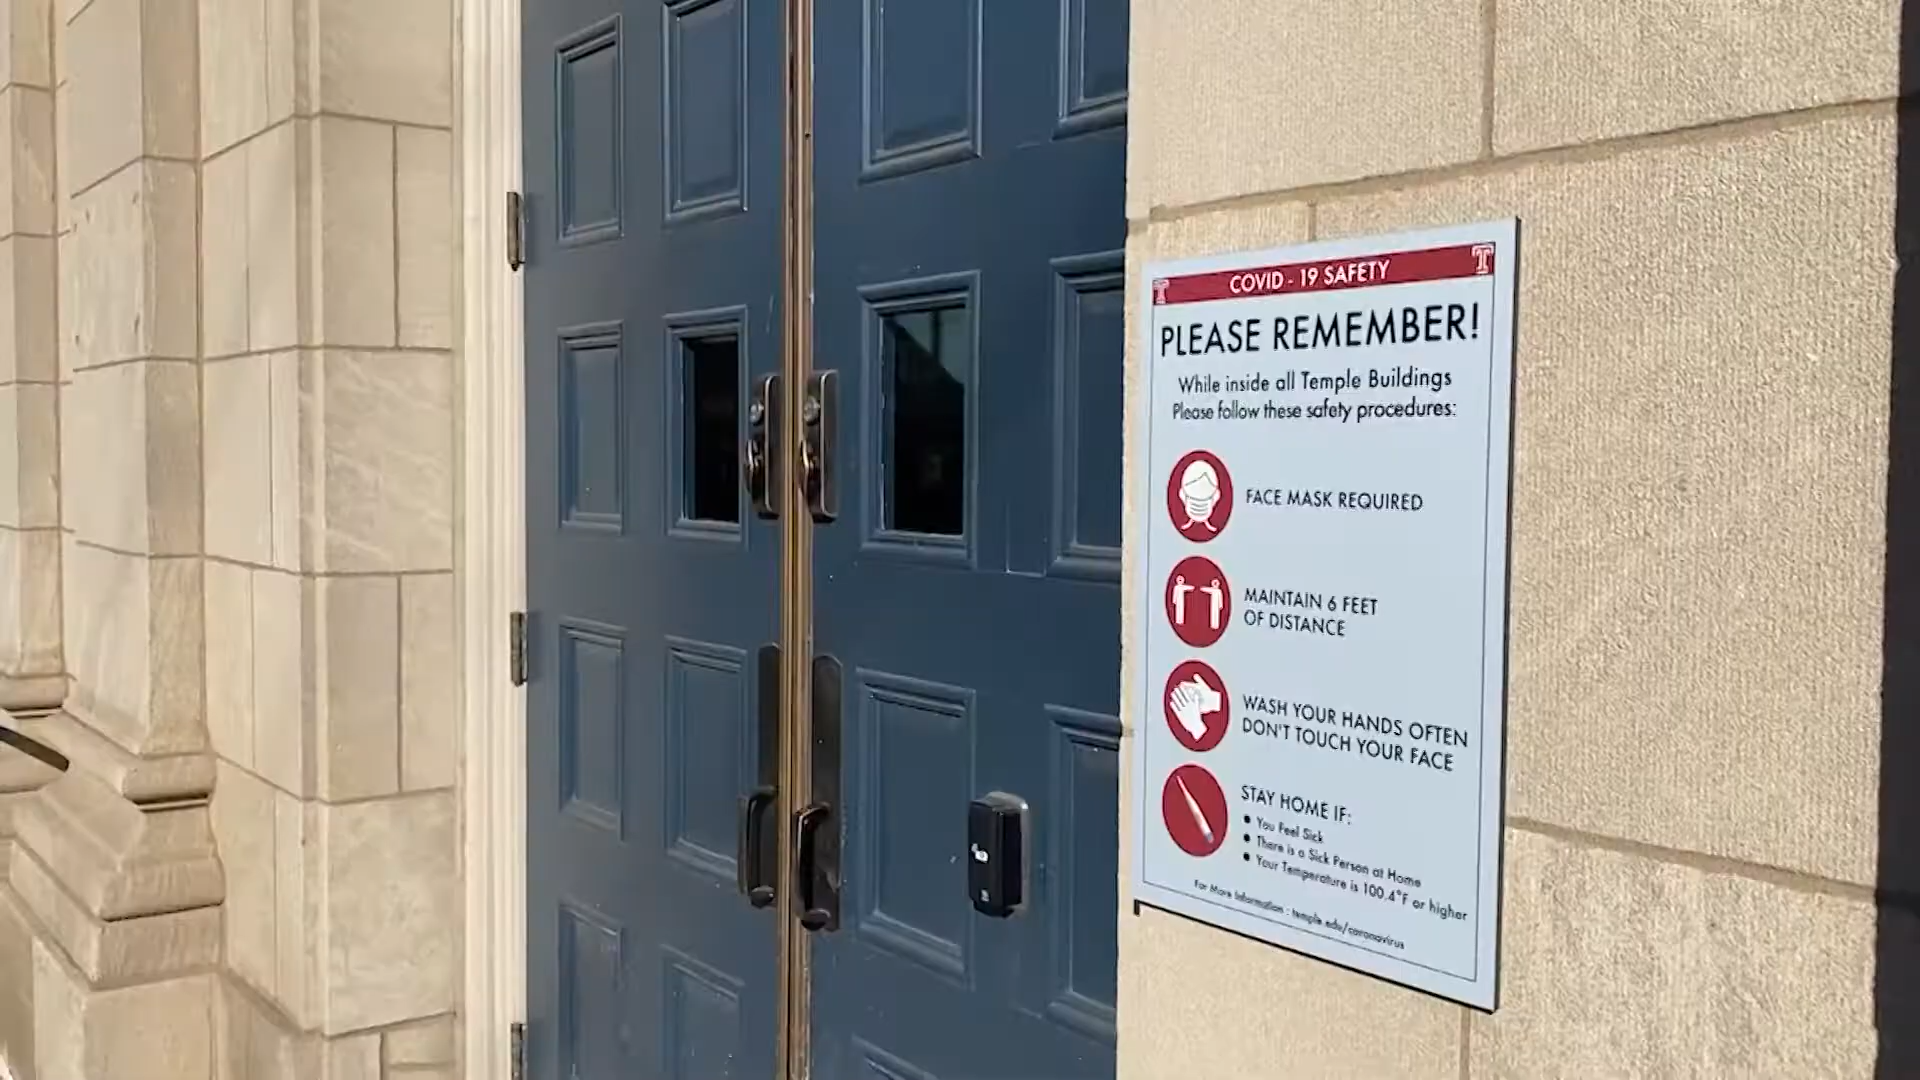 COVID - 19 SAFETY
PLEASE REMEMBER!
While inside all Temple Buildings
Please follow these safety procedures:
FACE MASK REQUIRED
MAINTAIN 6 FEET
OF DISTANCE
WASH YOUR HANDS OFTEN
DON'T TOUCH YOUR FACE
STAY HOME IF:
• You Feel Sick
• There is a Sick Person at Home
• Your Temperature is 100.4°F or higher
For More Information : temple.edu/coronavirus